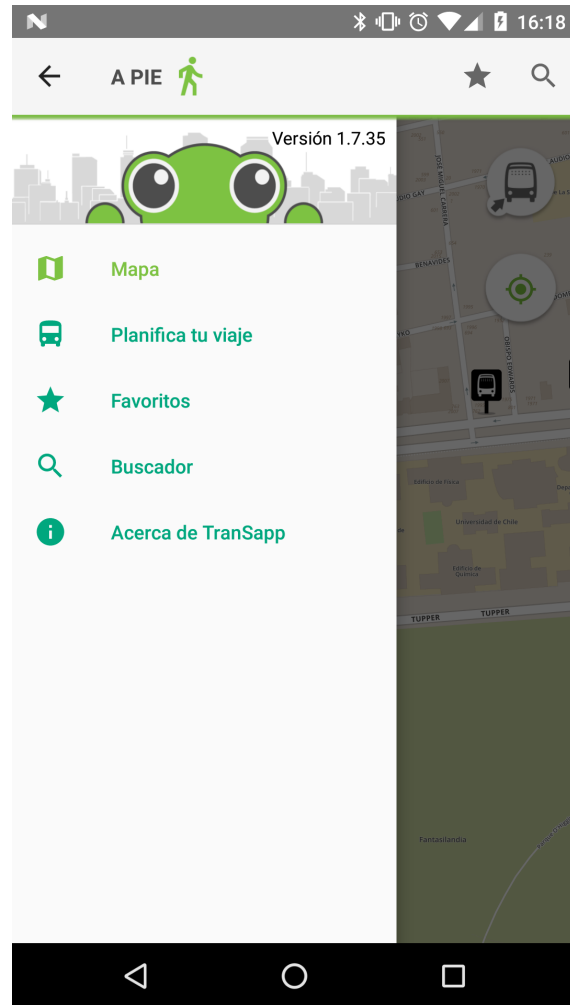 16:18
A PIE
Versión 1.7.35
Mapa
Planifica tu viaje
Favoritos
Buscador
Acerca de TranSapp
JOSÉ MIGUEL CARRERA
BENAVIDES
OBISPO EDWARDS
Edificio de Física
Universidad de Chile
Edificio de
Química
TUPPER
TUPPER
Fantasilandia